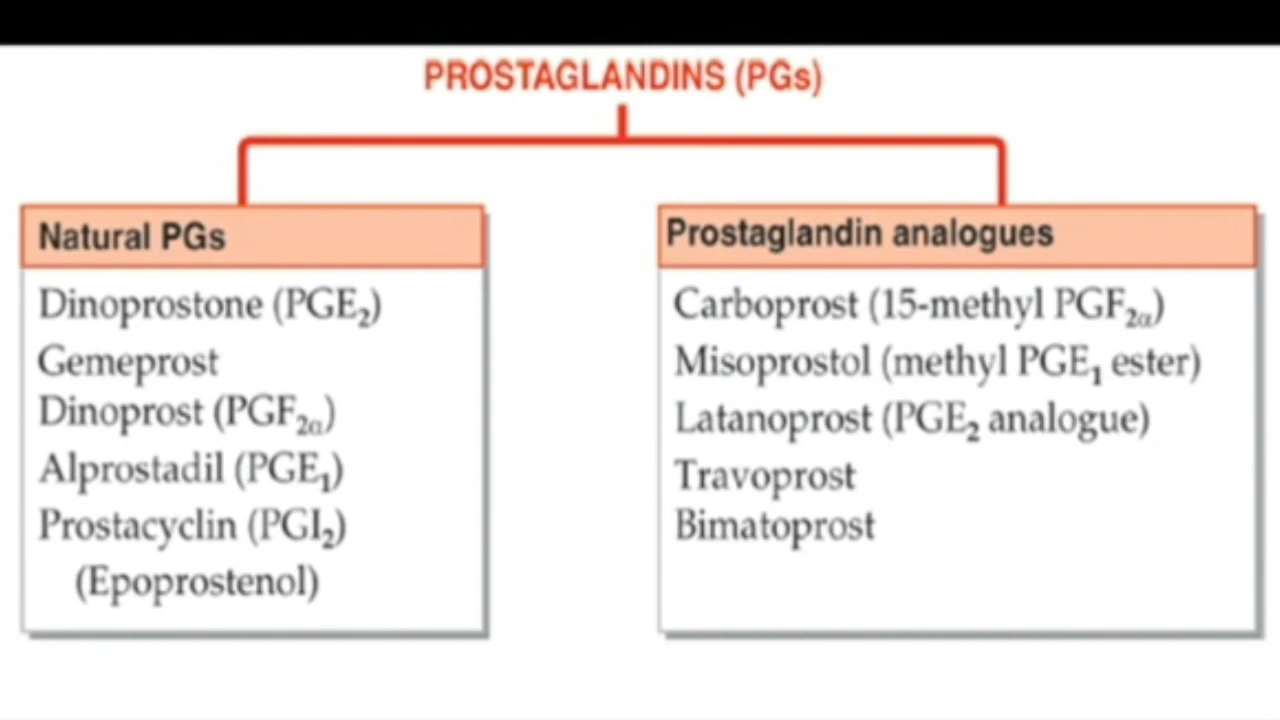 PROSTAGLANDINS (PGs)
Natural PGs
Dinoprostone (PGE₂)
Gemeprost
Dinoprost (PGF₂α)
Alprostadil (PGE₁)
Prostacyclin (PGI₂)
(Epoprostenol)
Prostaglandin analogues
Carboprost (15-methyl PGF₂α)
Misoprostol (methyl PGE₁ ester)
Latanoprost (PGE₂ analogue)
Travoprost
Bimatoprost